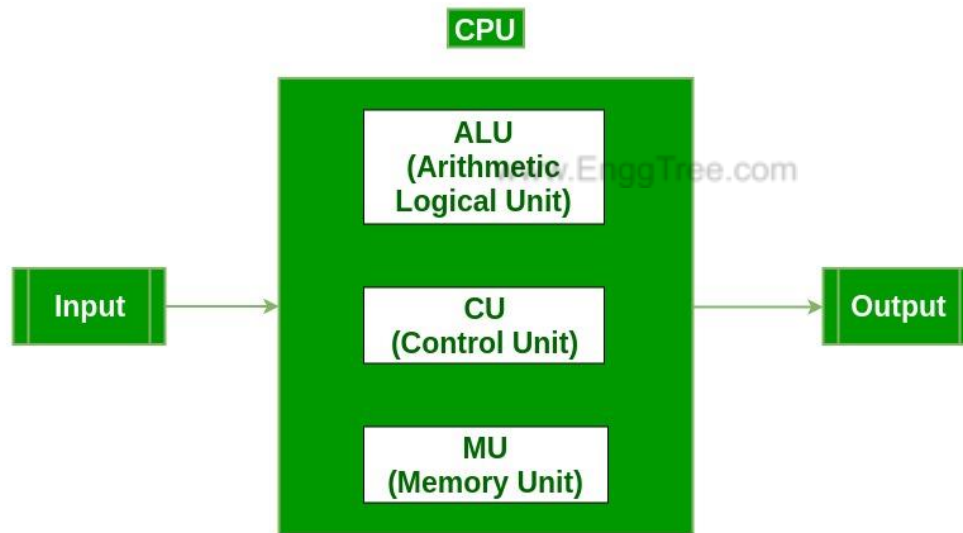 CPU
ALU
(Arithmetic
Logical Unit)
www.EnggTree.com
Input
CU
(Control Unit)
Output
MU
(Memory Unit)